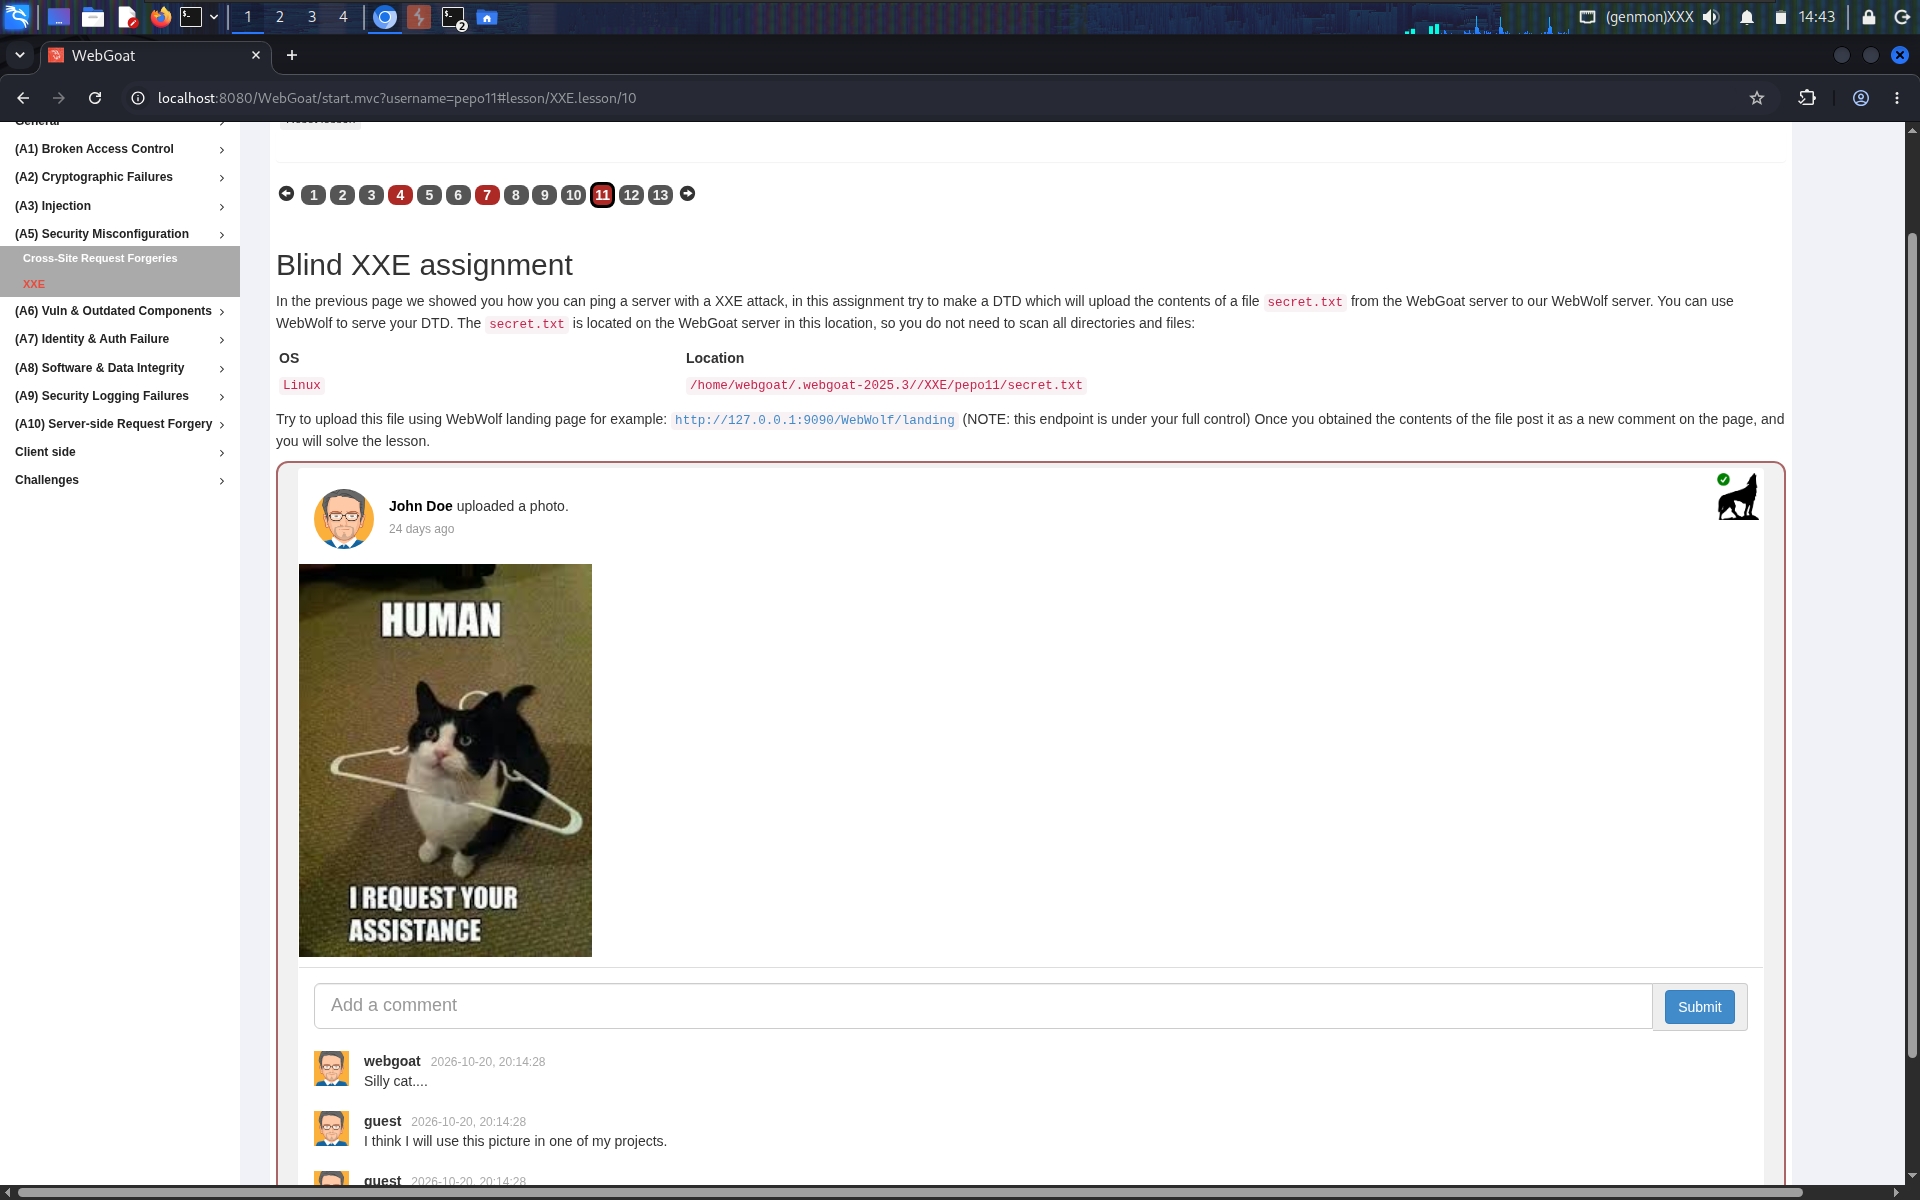 1 2 3 4 (genmon)XXX 14:43
2
WebGoat
localhost:8080/WebGoat/start.mvc?username=pepo11#lesson/XXE.lesson/10
General
(A1) Broken Access Control
(A2) Cryptographic Failures
(A3) Injection
(A5) Security Misconfiguration
Cross-Site Request Forgeries
XXE
(A6) Vuln & Outdated Components
(A7) Identity & Auth Failure
(A8) Software & Data Integrity
(A9) Security Logging Failures
(A10) Server-side Request Forgery
Client side
Challenges
1 2 3 4 5 6 7 8 9 10 11 12 13
Blind XXE assignment
In the previous page we showed you how you can ping a server with a XXE attack, in this assignment try to make a DTD which will upload the contents of a file secret.txt from the WebGoat server to our WebWolf server. You can use
WebWolf to serve your DTD. The secret.txt is located on the WebGoat server in this location, so you do not need to scan all directories and files:
OS Location
Linux /home/webgoat/.webgoat-2025.3//XXE/pepo11/secret.txt
Try to upload this file using WebWolf landing page for example: http://127.0.0.1:9090/WebWolf/landing (NOTE: this endpoint is under your full control) Once you obtained the contents of the file post it as a new comment on the page, and
you will solve the lesson.
John Doe uploaded a photo.
24 days ago
HUMAN
I REQUEST YOUR
ASSISTANCE
Add a comment
Submit
webgoat 2026-10-20, 20:14:28
Silly cat....
guest 2026-10-20, 20:14:28
I think I will use this picture in one of my projects.
guest 2026-10-20, 20:14:28